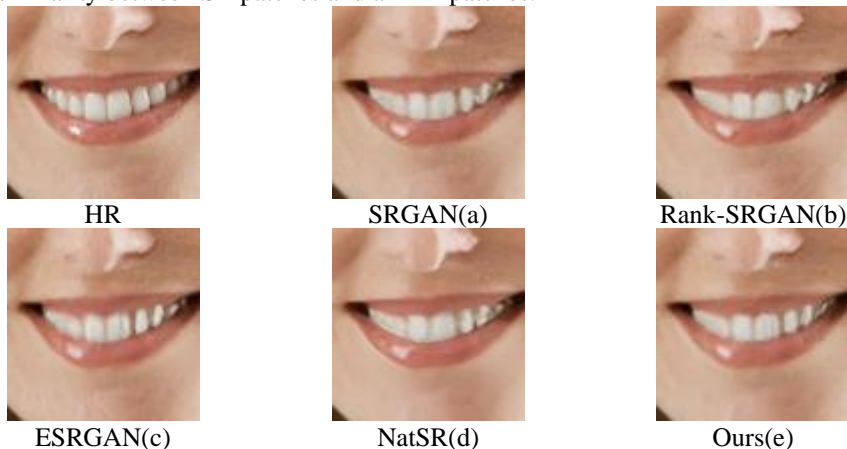 HR
SRGAN(a)
Rank-SRGAN(b)
ESRGAN(c)
NatSR(d)
Ours(e)